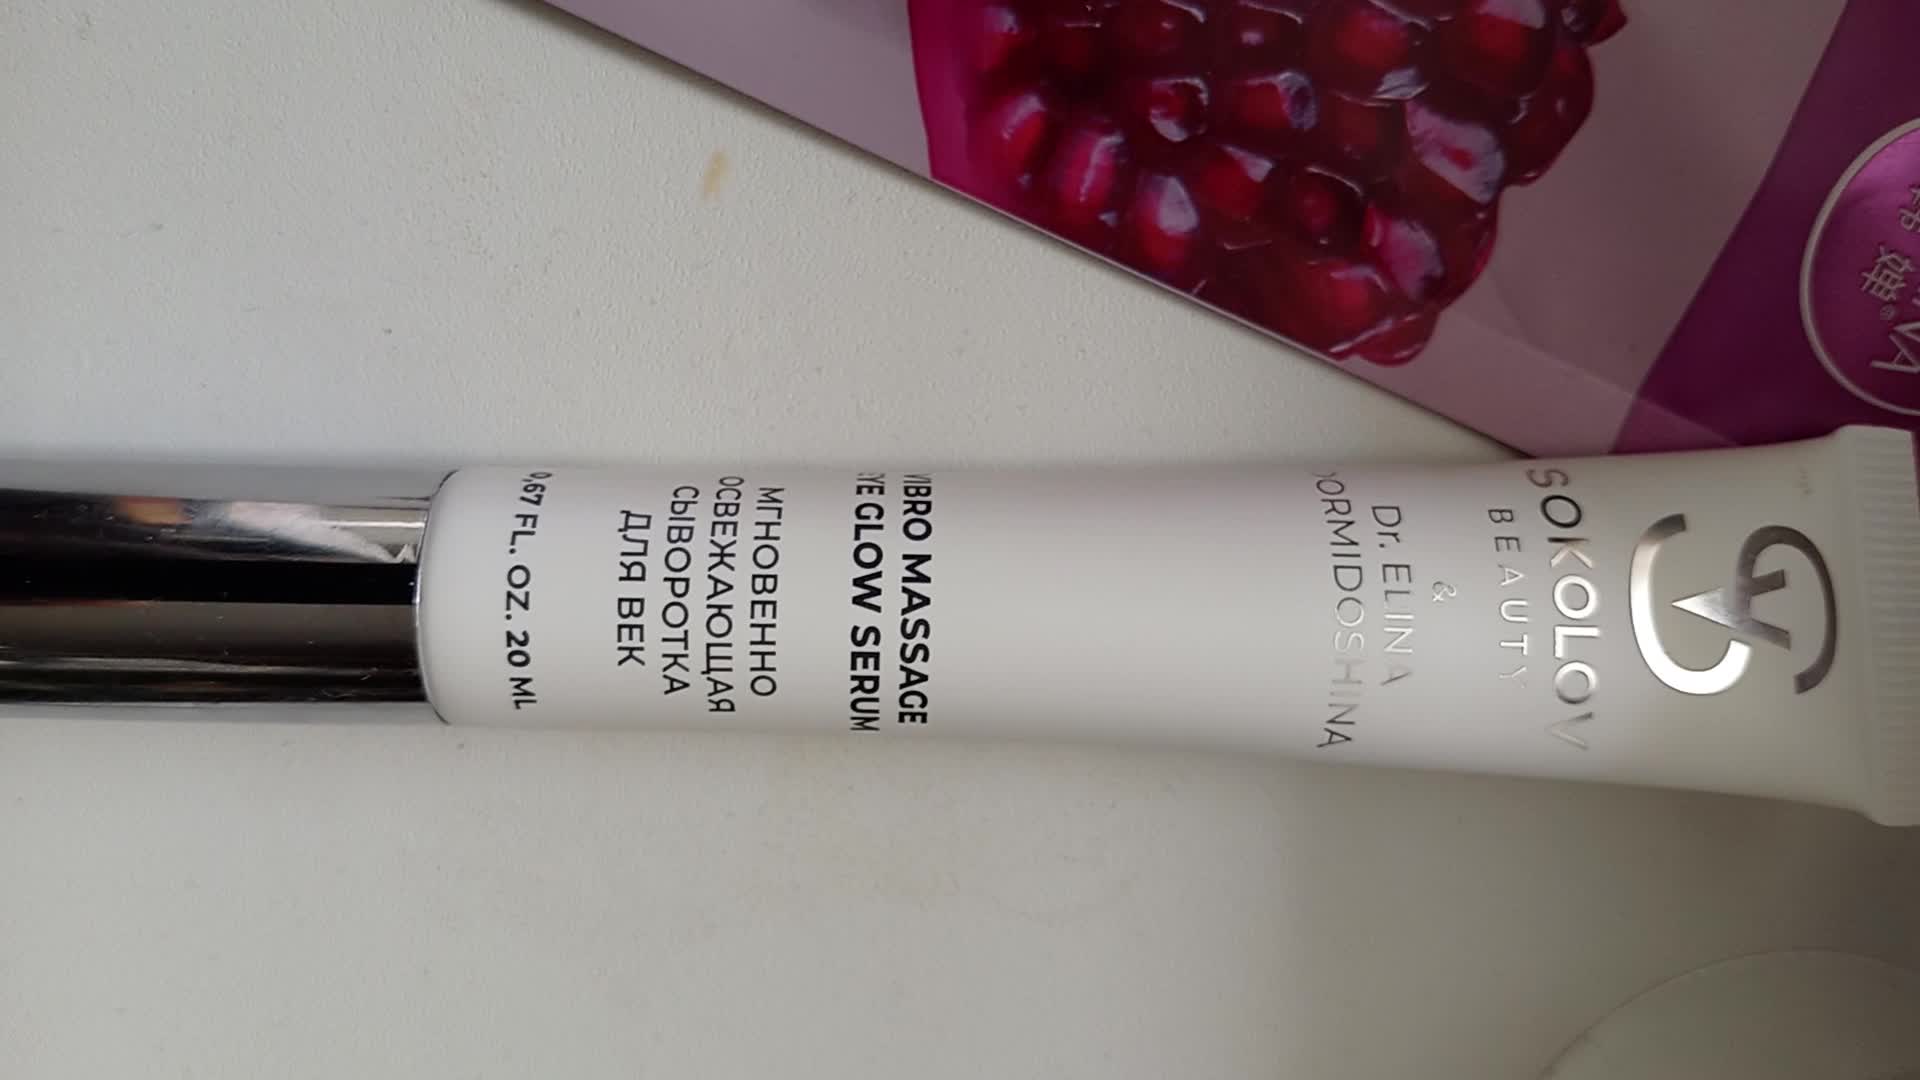 SOKOLOV
BEAUTY
&
Dr. ELINA
DORMIDOSHINA
VIBRO MASSAGE
EYE GLOW SERUM
МГНОВЕННО
ОСВЕЖАЮЩАЯ
СЫВОРОТКА
ДЛЯ ВЕК
0,67 FL. OZ. 20 ML